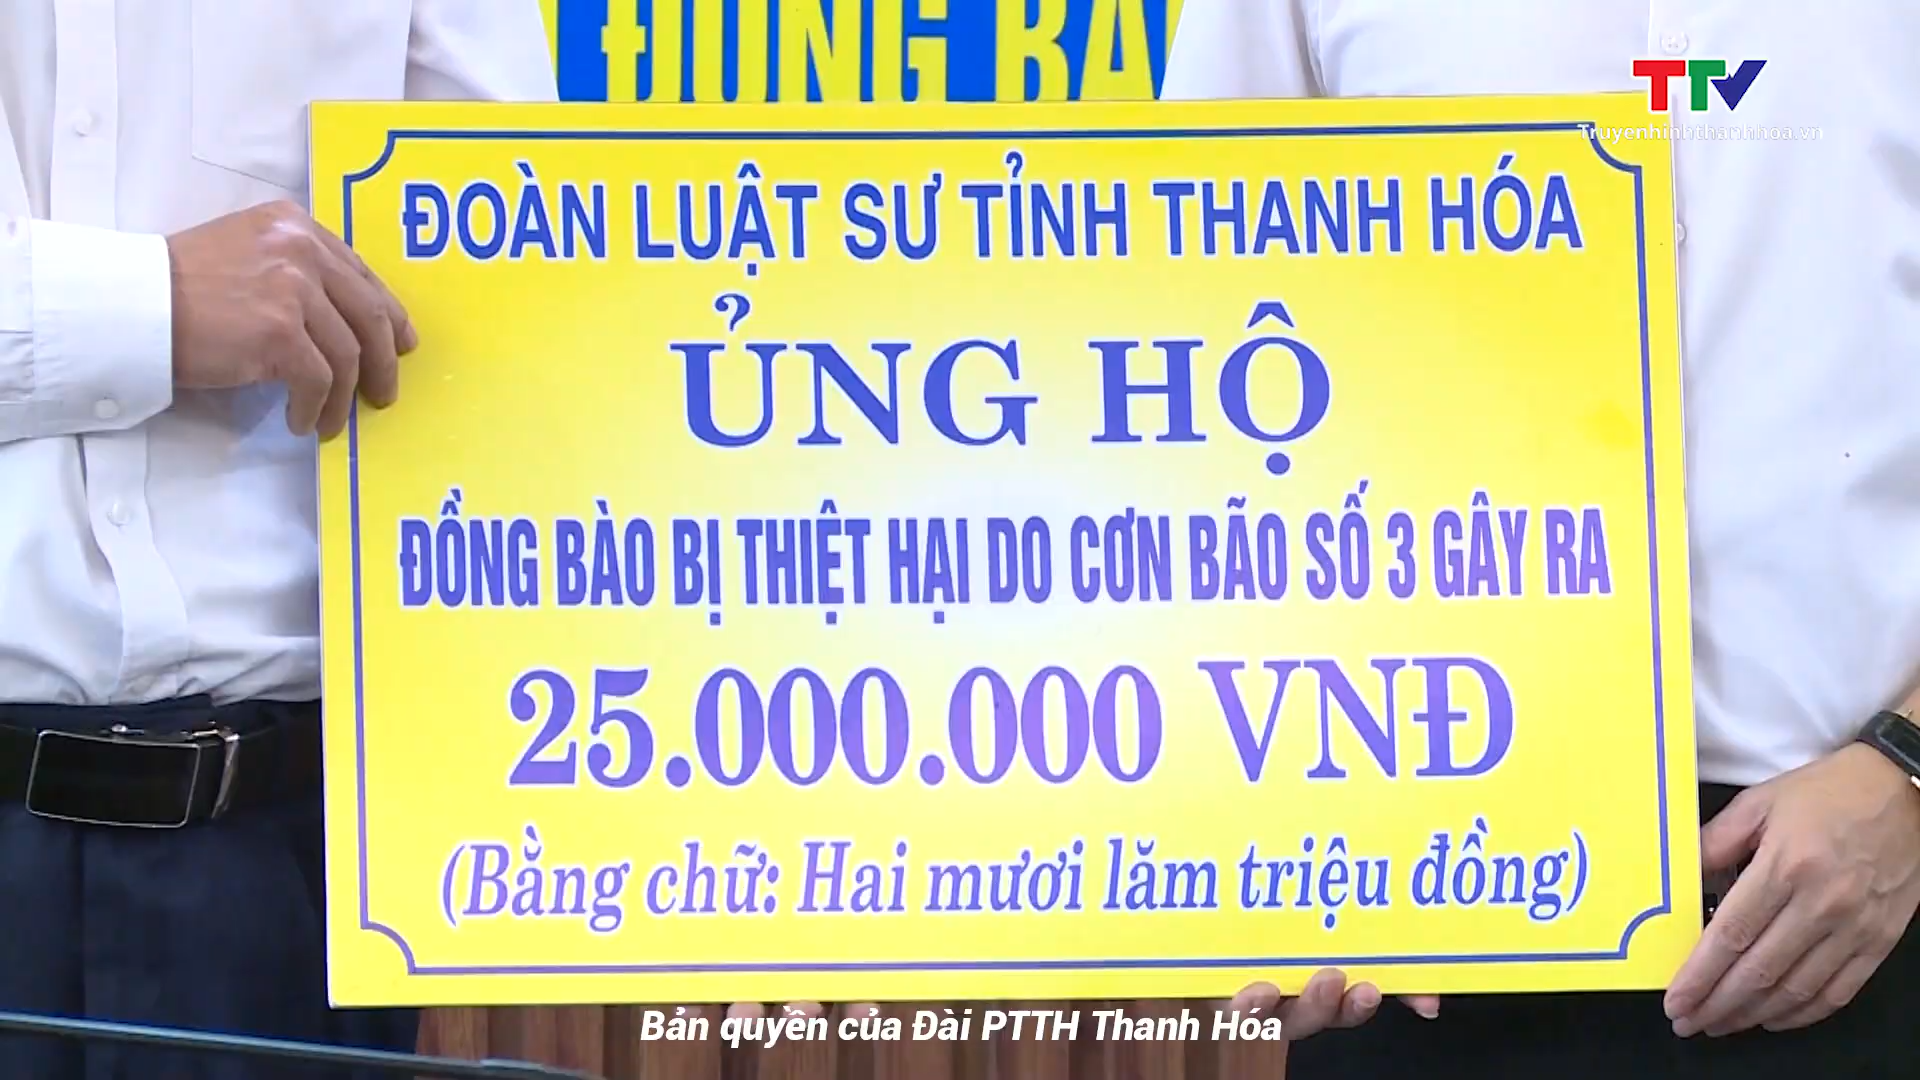 TTV
Truyenhinhthanhhoa.vn
ĐOÀN LUẬT SƯ TỈNH THANH HÓA
ỦNG HỘ
ĐỒNG BÀO BỊ THIỆT HẠI DO CƠN BÃO SỐ 3 GÂY RA
25.000.000 VNĐ
(Bằng chữ: Hai mươi lăm triệu đồng)
Bản quyền của Đài PTTH Thanh Hóa